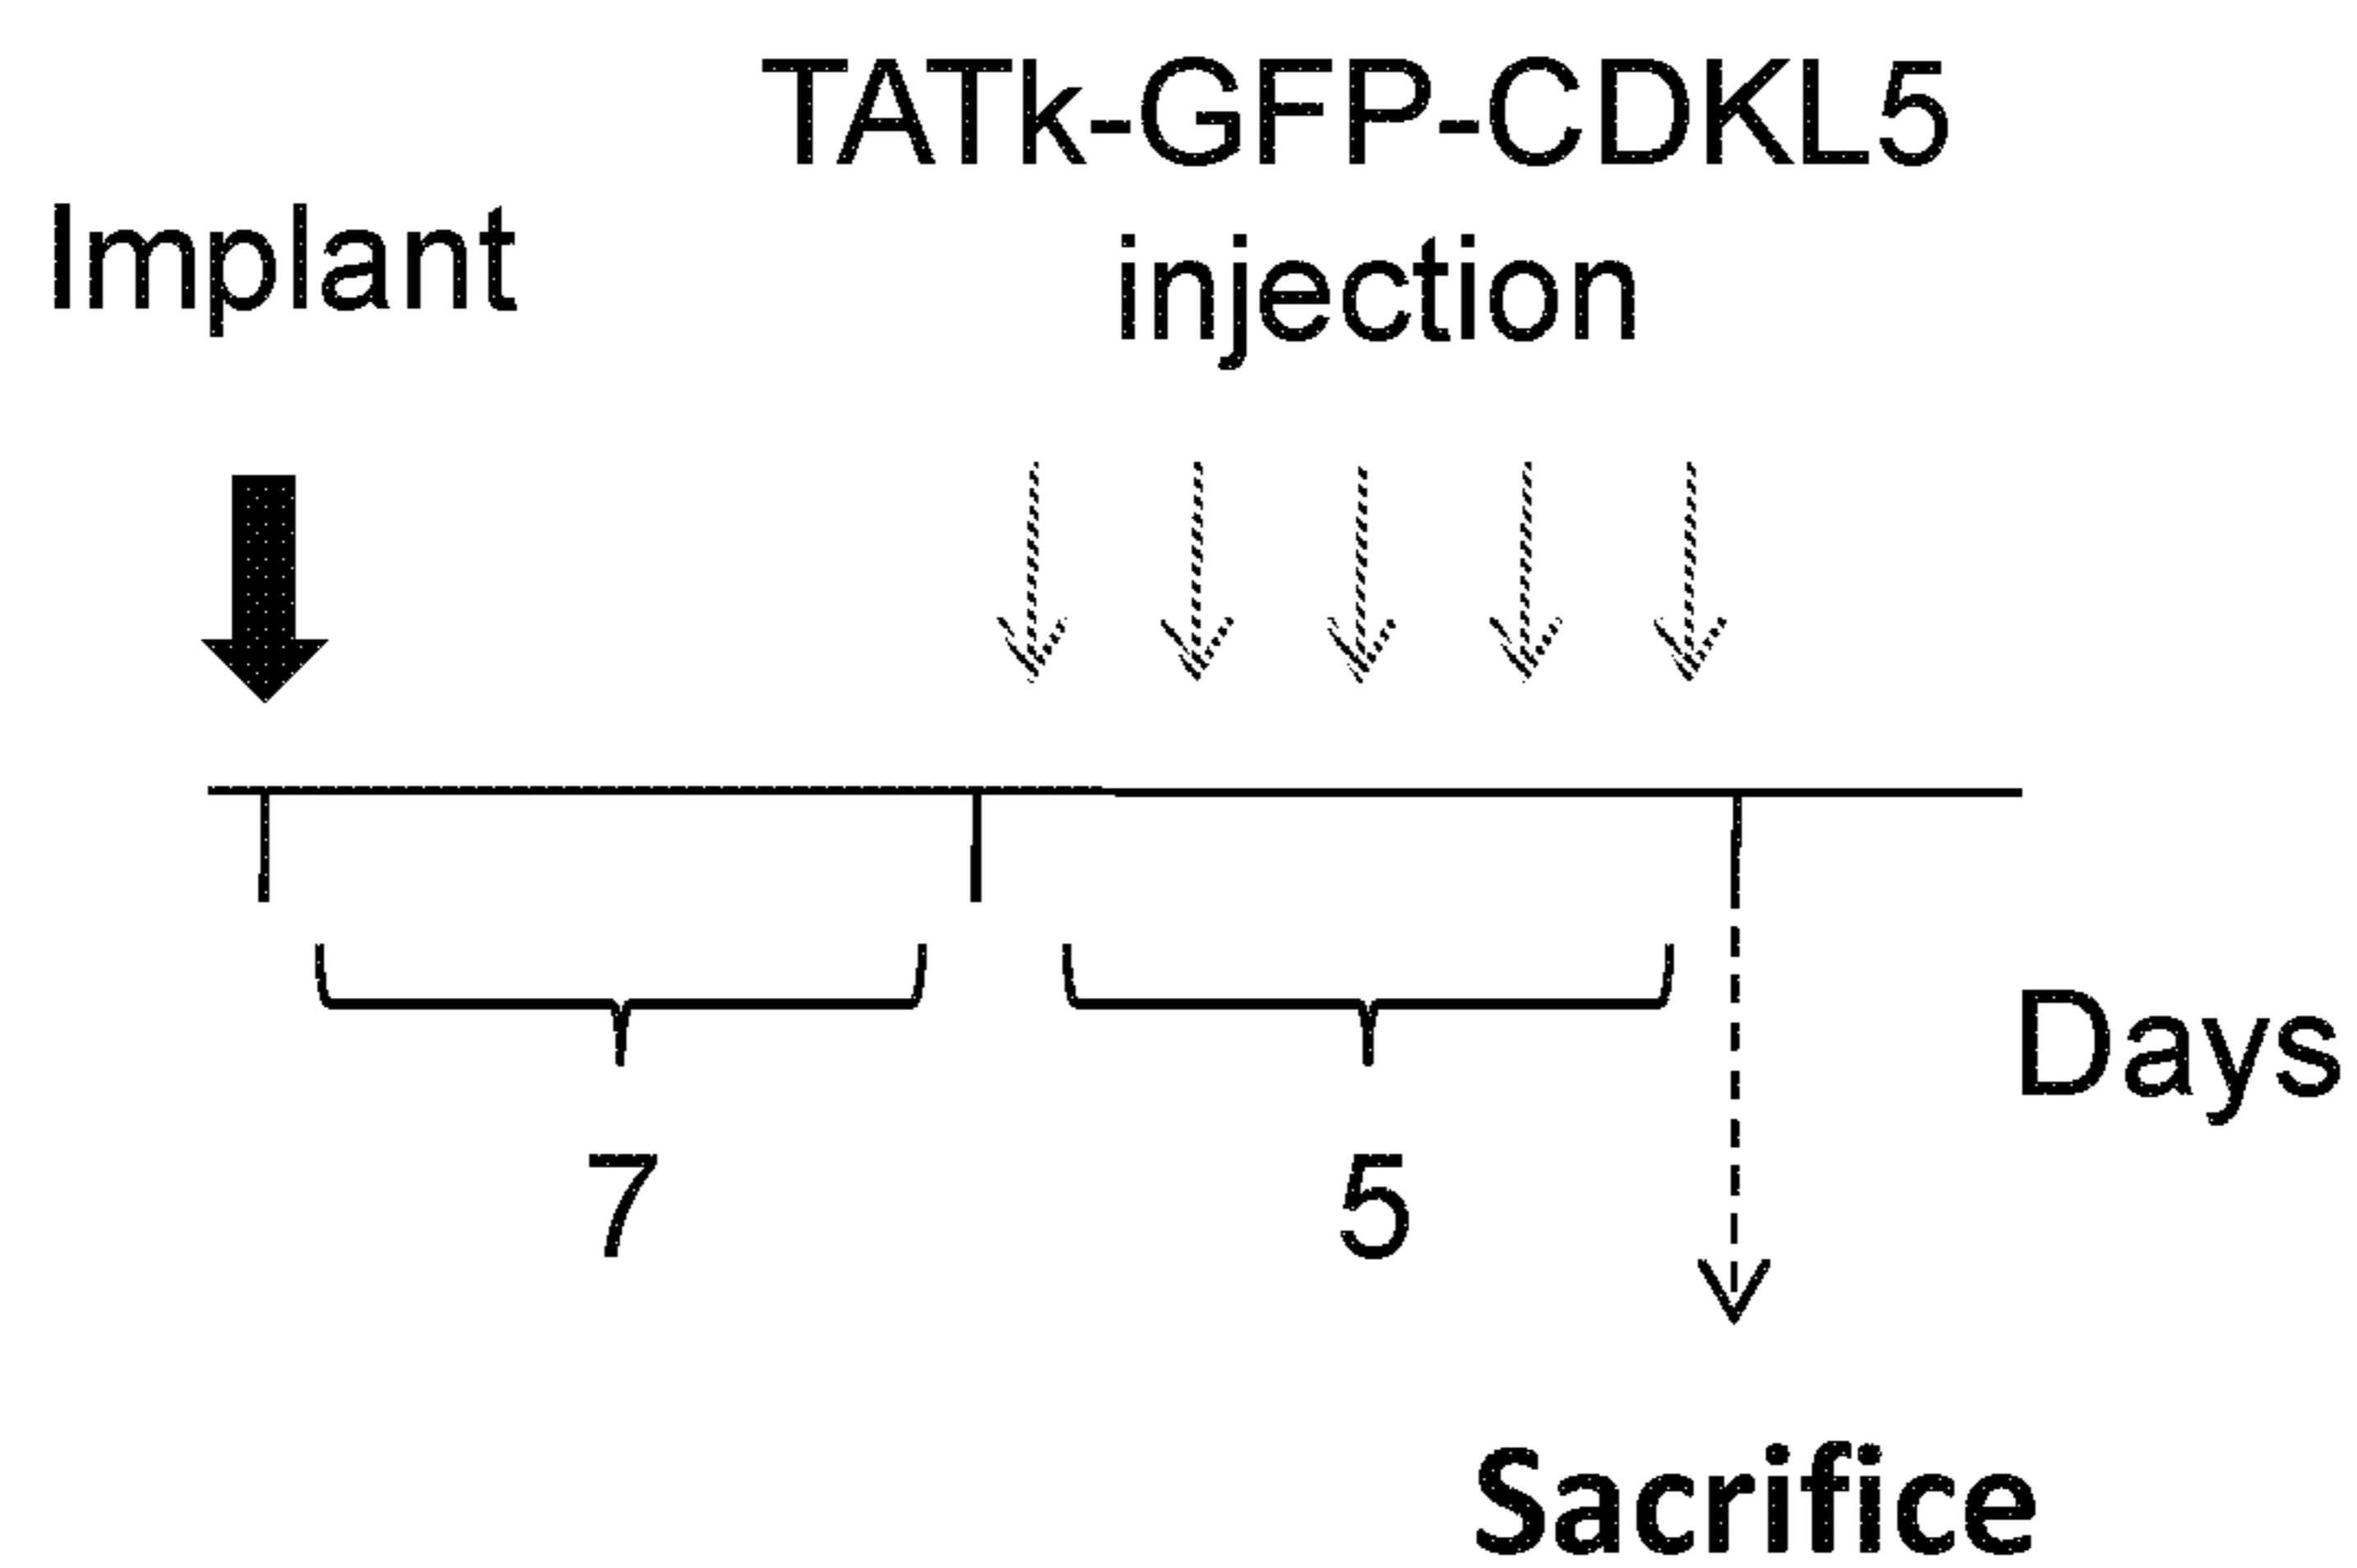 TATk-GFP-CDKL5
injection
Implant
7
5
Days
Sacrifice